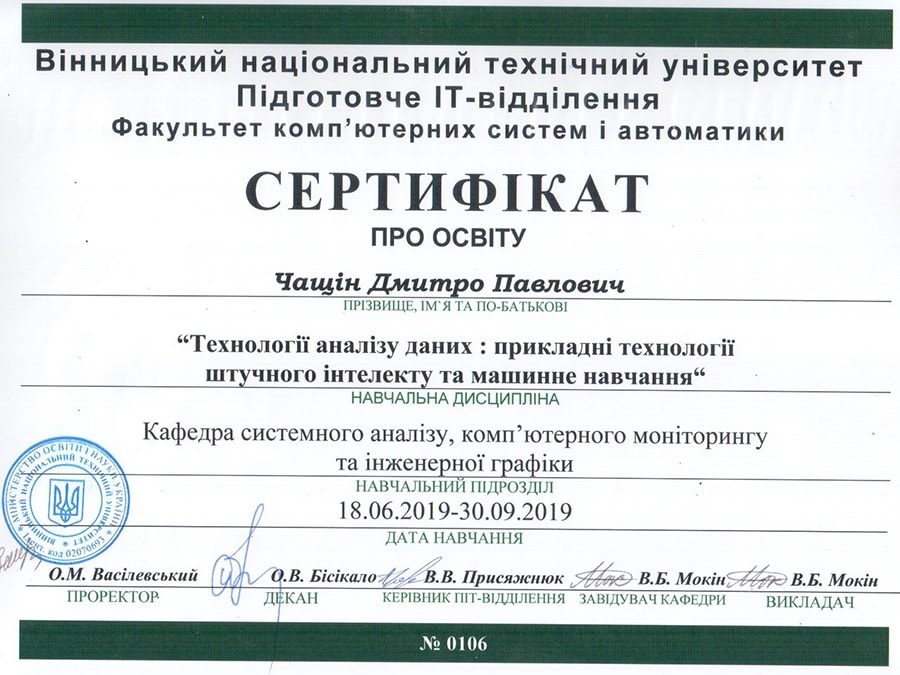 Вінницький національний технічний університет
Підготовче ІТ-відділення
Факультет комп’ютерних систем і автоматики
СЕРТИФІКАТ
ПРО ОСВІТУ
Чащін Дмитро Павлович
ПРІЗВИЩЕ, ІМ`Я ТА ПО-БАТЬКОВІ
“Технології аналізу даних : прикладні технології
штучного інтелекту та машинне навчання“
НАВЧАЛЬНА ДИСЦИПЛІНА
Кафедра системного аналізу, комп’ютерного моніторингу
та інженерної графіки
НАВЧАЛЬНИЙ ПІДРОЗДІЛ
18.06.2019-30.09.2019
ДАТА НАВЧАННЯ
МІНІСТЕРСТВО ОСВІТИ І НАУКИ УКРАЇНИ
ВІННИЦЬКИЙ НАЦІОНАЛЬНИЙ ТЕХНІЧНИЙ УНІВЕРСИТЕТ
Ідент. код 02070693
О.М. Васілевський О.В. Бісікало В.В. Присяжнюк В.Б. Мокін В.Б. Мокін
ПРОРЕКТОР ДЕКАН КЕРІВНИК ПІТ-ВІДДІЛЕННЯ ЗАВІДУВАЧ КАФЕДРИ ВИКЛАДАЧ
№ 0106